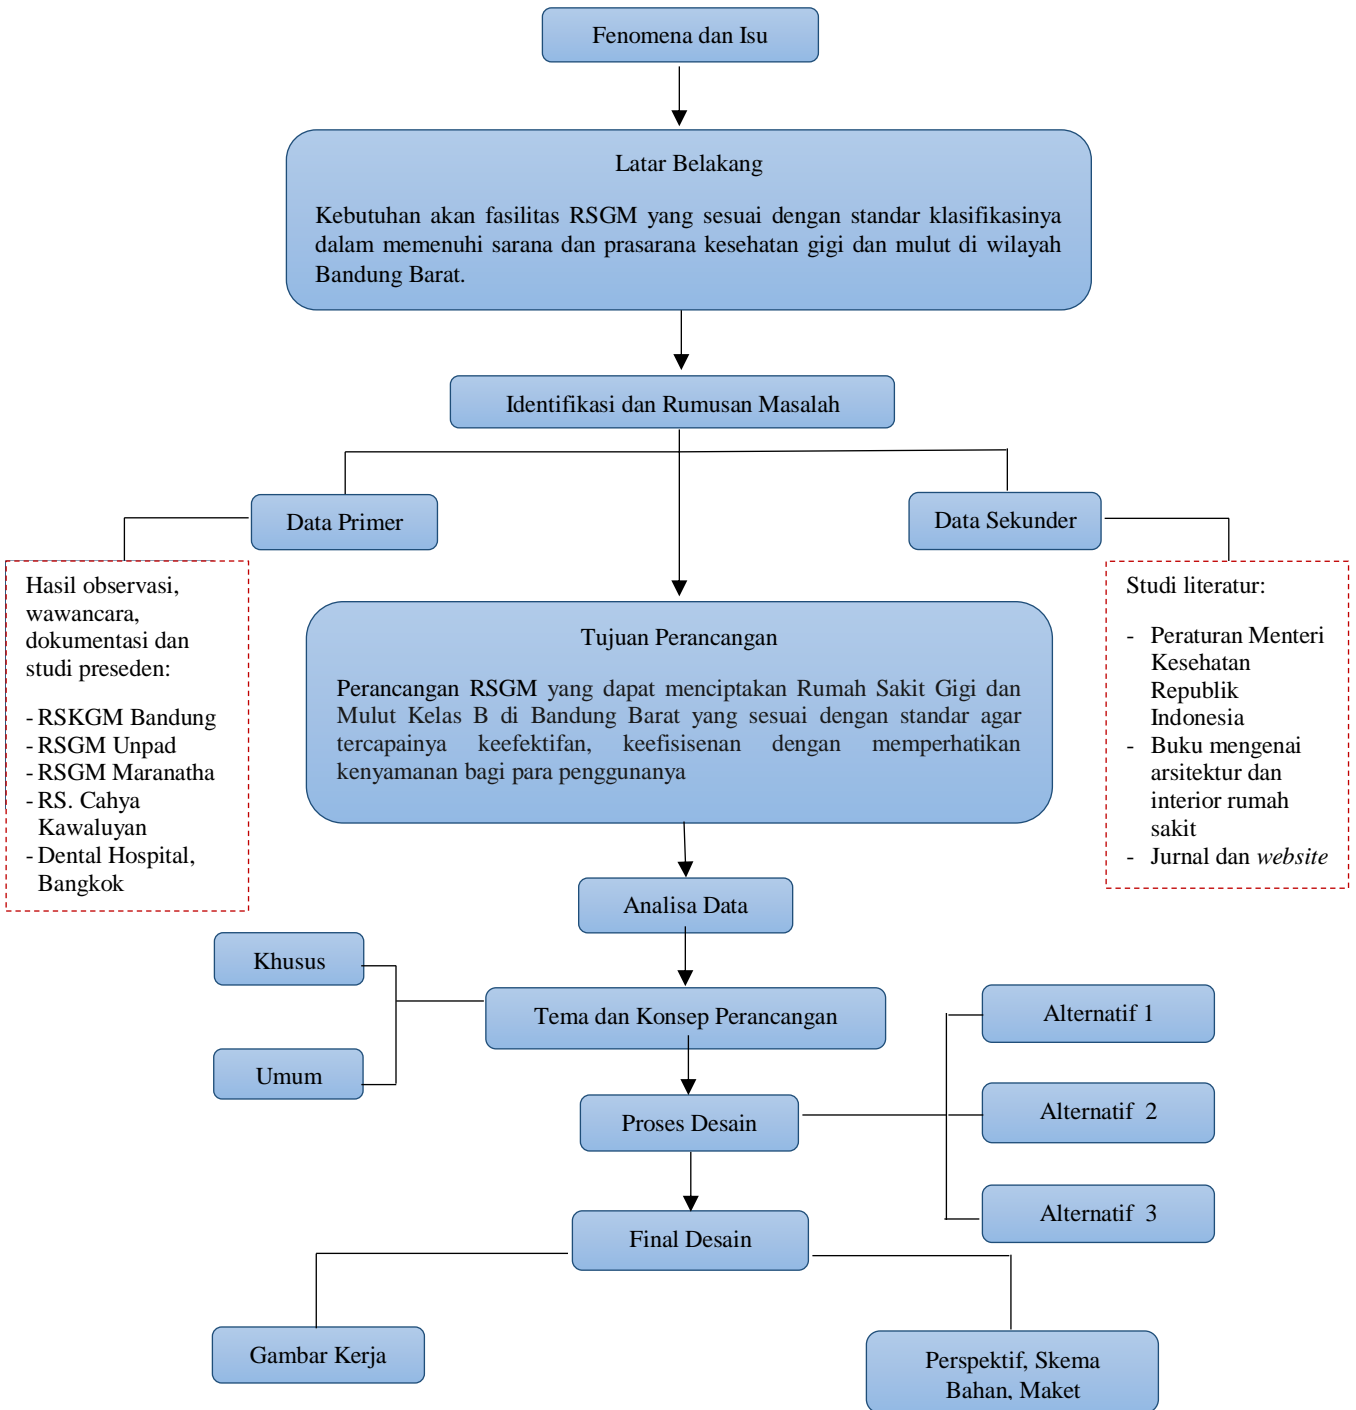 Fenomena dan Isu
Latar Belakang
Kebutuhan akan fasilitas RSGM yang sesuai dengan standar klasifikasinya
dalam memenuhi sarana dan prasarana kesehatan gigi dan mulut di wilayah
Bandung Barat.
Identifikasi dan Rumusan Masalah
Data Primer
Data Sekunder
Hasil observasi,
wawancara,
dokumentasi dan
studi preseden:
- RSKGM Bandung
- RSGM Unpad
- RSGM Maranatha
- RS. Cahya
Kawaluyan
- Dental Hospital,
Bangkok
Studi literatur:
- Peraturan Menteri
Kesehatan
Republik
Indonesia
- Buku mengenai
arsitektur dan
interior rumah
sakit
- Jurnal dan website
Tujuan Perancangan
Perancangan RSGM yang dapat menciptakan Rumah Sakit Gigi dan
Mulut Kelas B di Bandung Barat yang sesuai dengan standar agar
tercapainya keefektifan, keefisisenan dengan memperhatikan
kenyamanan bagi para penggunanya
Analisa Data
Khusus
Umum
Tema dan Konsep Perancangan
Alternatif 1
Proses Desain
Alternatif 2
Alternatif 3
Final Desain
Gambar Kerja
Perspektif, Skema
Bahan, Maket